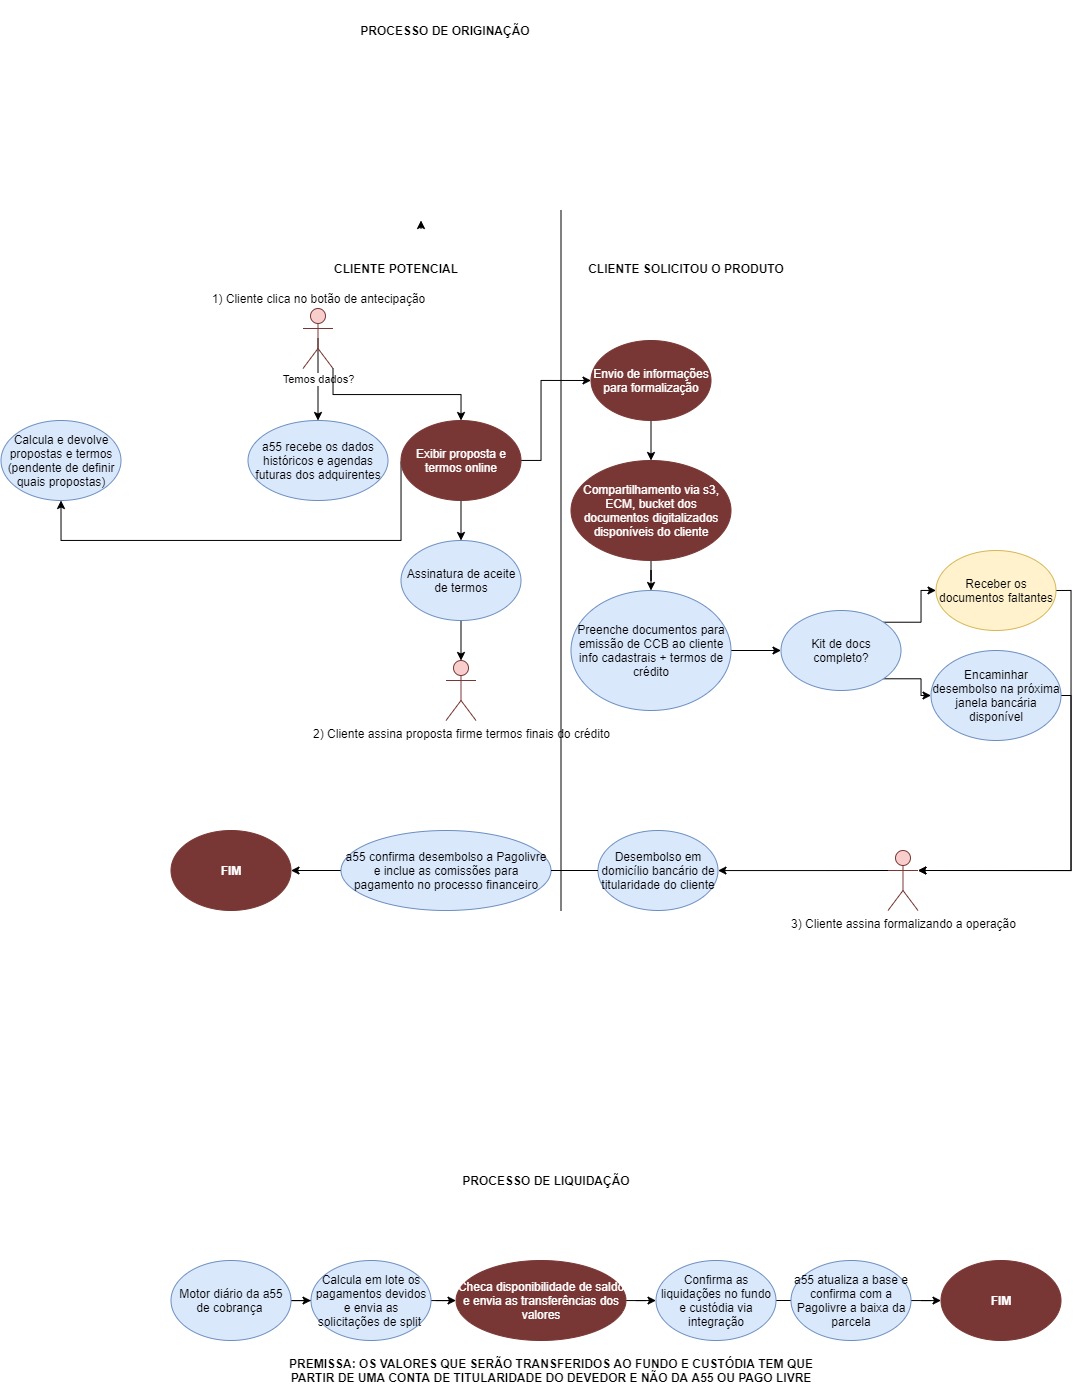 PROCESSO DE ORIGINAÇÃO
CLIENTE POTENCIAL
CLIENTE SOLICITOU O PRODUTO
1) Cliente clica no botão de antecipação
Temos dados?
Calcula e devolve
propostas e termos
(pendente de definir
quais propostas)
a55 recebe os dados
históricos e agendas
futuras dos adquirentes
Exibir proposta e
termos online
Assinatura de aceite
de termos
2) Cliente assina proposta firme termos finais do crédito
Envio de informações
para formalização
Compartilhamento via s3,
ECM, bucket dos
documentos digitalizados
disponíveis do cliente
Preenche documentos para
emissão de CCB ao cliente
info cadastrais + termos de
crédito
Kit de docs
completo?
Receber os
documentos faltantes
Encaminhar
desembolso na próxima
janela bancária
disponível
FIM
a55 confirma desembolso a Pagolivre
e inclue as comissões para
pagamento no processo financeiro
Desembolso em
domicílio bancário de
titularidade do cliente
3) Cliente assina formalizando a operação
PROCESSO DE LIQUIDAÇÃO
Motor diário da a55
de cobrança
Calcula em lote os
pagamentos devidos
e envia as
solicitações de split
Checa disponibilidade de saldo
e envia as transferências dos
valores
Confirma as
liquidações no fundo
e custódia via
integração
a55 atualiza a base e
confirma com a
Pagolivre a baixa da
parcela
FIM
PREMISSA: OS VALORES QUE SERÃO TRANSFERIDOS AO FUNDO E CUSTÓDIA TEM QUE
PARTIR DE UMA CONTA DE TITULARIDADE DO DEVEDOR E NÃO DA A55 OU PAGO LIVRE